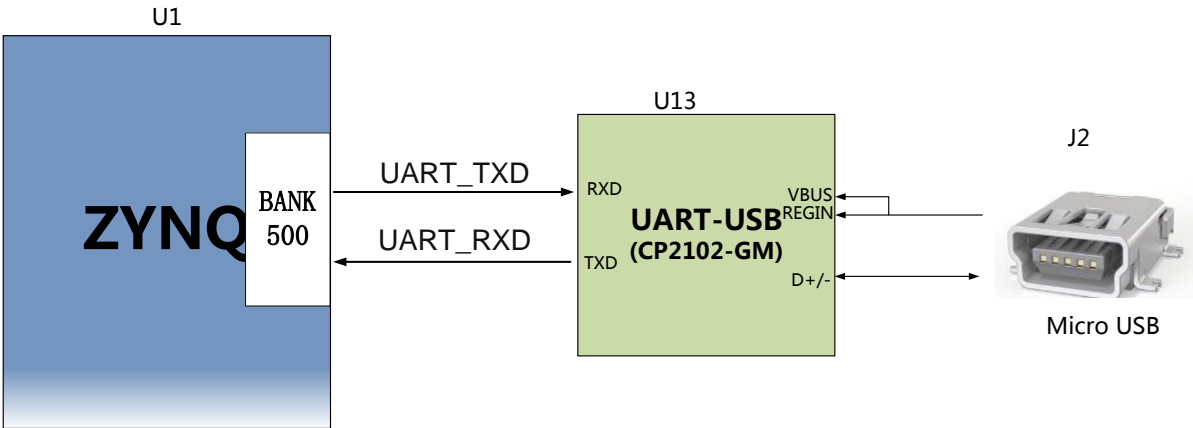 U1
ZYNQ
BANK
500
UART_TXD
UART_RXD
U13
RXD
TXD
UART-USB
(CP2102-GM)
VBUS
REGIN
D+/-
J2
Micro USB